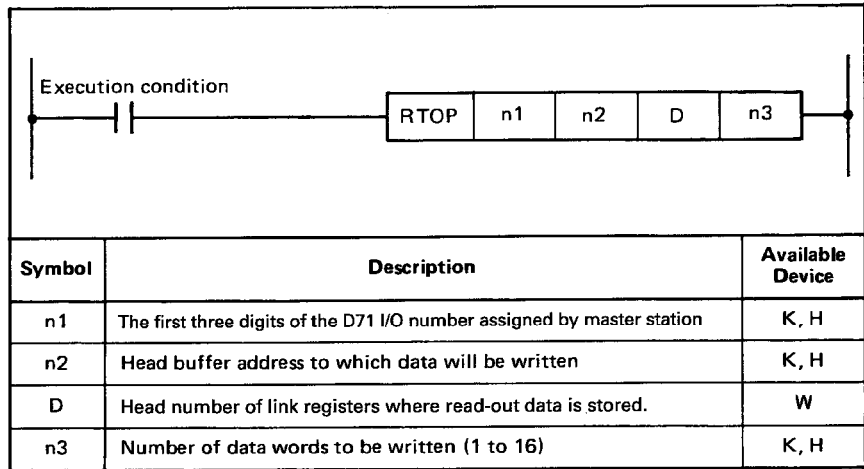 Execution condition
RTOP n1 n2 D n3
Symbol Description Available Device
n1 The first three digits of the D71 I/O number assigned by master station K, H
n2 Head buffer address to which data will be written K, H
D Head number of link registers where read-out data is stored. W
n3 Number of data words to be written (1 to 16) K, H